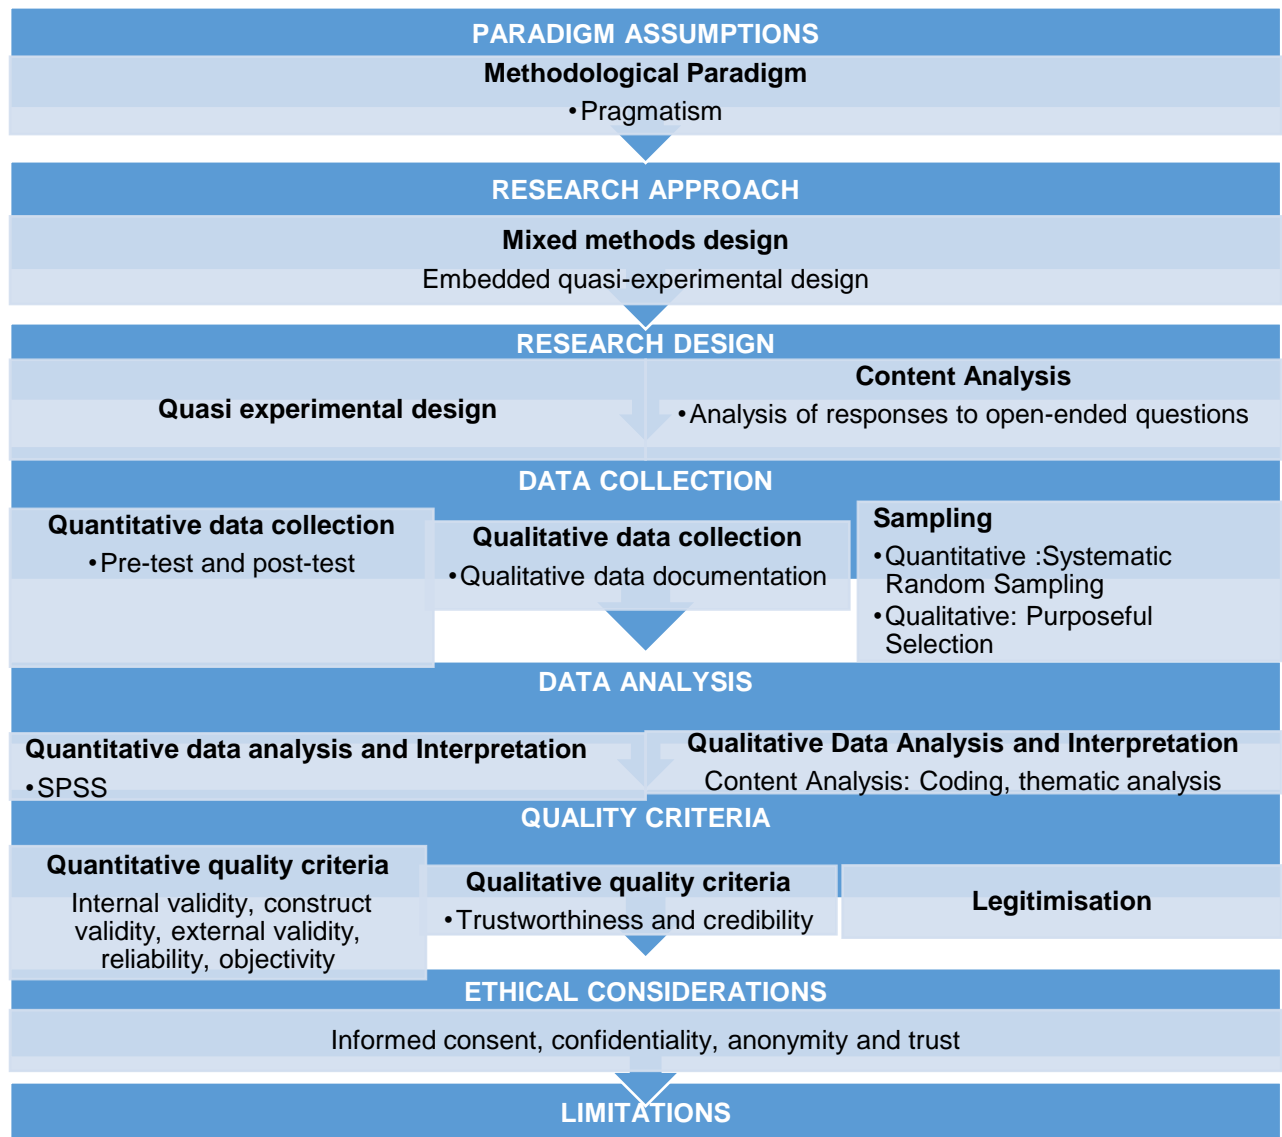 PARADIGM ASSUMPTIONS
Methodological Paradigm
•Pragmatism
RESEARCH APPROACH
Mixed methods design
Embedded quasi-experimental design
RESEARCH DESIGN
Quasi experimental design
Content Analysis
•Analysis of responses to open-ended questions
DATA COLLECTION
Quantitative data collection
•Pre-test and post-test
Qualitative data collection
•Qualitative data documentation
Sampling
•Quantitative :Systematic
Random Sampling
•Qualitative: Purposeful
Selection
DATA ANALYSIS
Quantitative data analysis and Interpretation
•SPSS
Qualitative Data Analysis and Interpretation
Content Analysis: Coding, thematic analysis
QUALITY CRITERIA
Quantitative quality criteria
Internal validity, construct
validity, external validity,
reliability, objectivity
Qualitative quality criteria
•Trustworthiness and credibility
Legitimisation
ETHICAL CONSIDERATIONS
Informed consent, confidentiality, anonymity and trust
LIMITATIONS